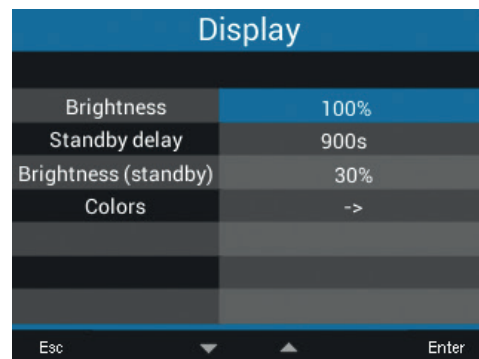 Display
Brightness 100%
Standby delay 900s
Brightness (standby) 30%
Colors ->
Esc Enter